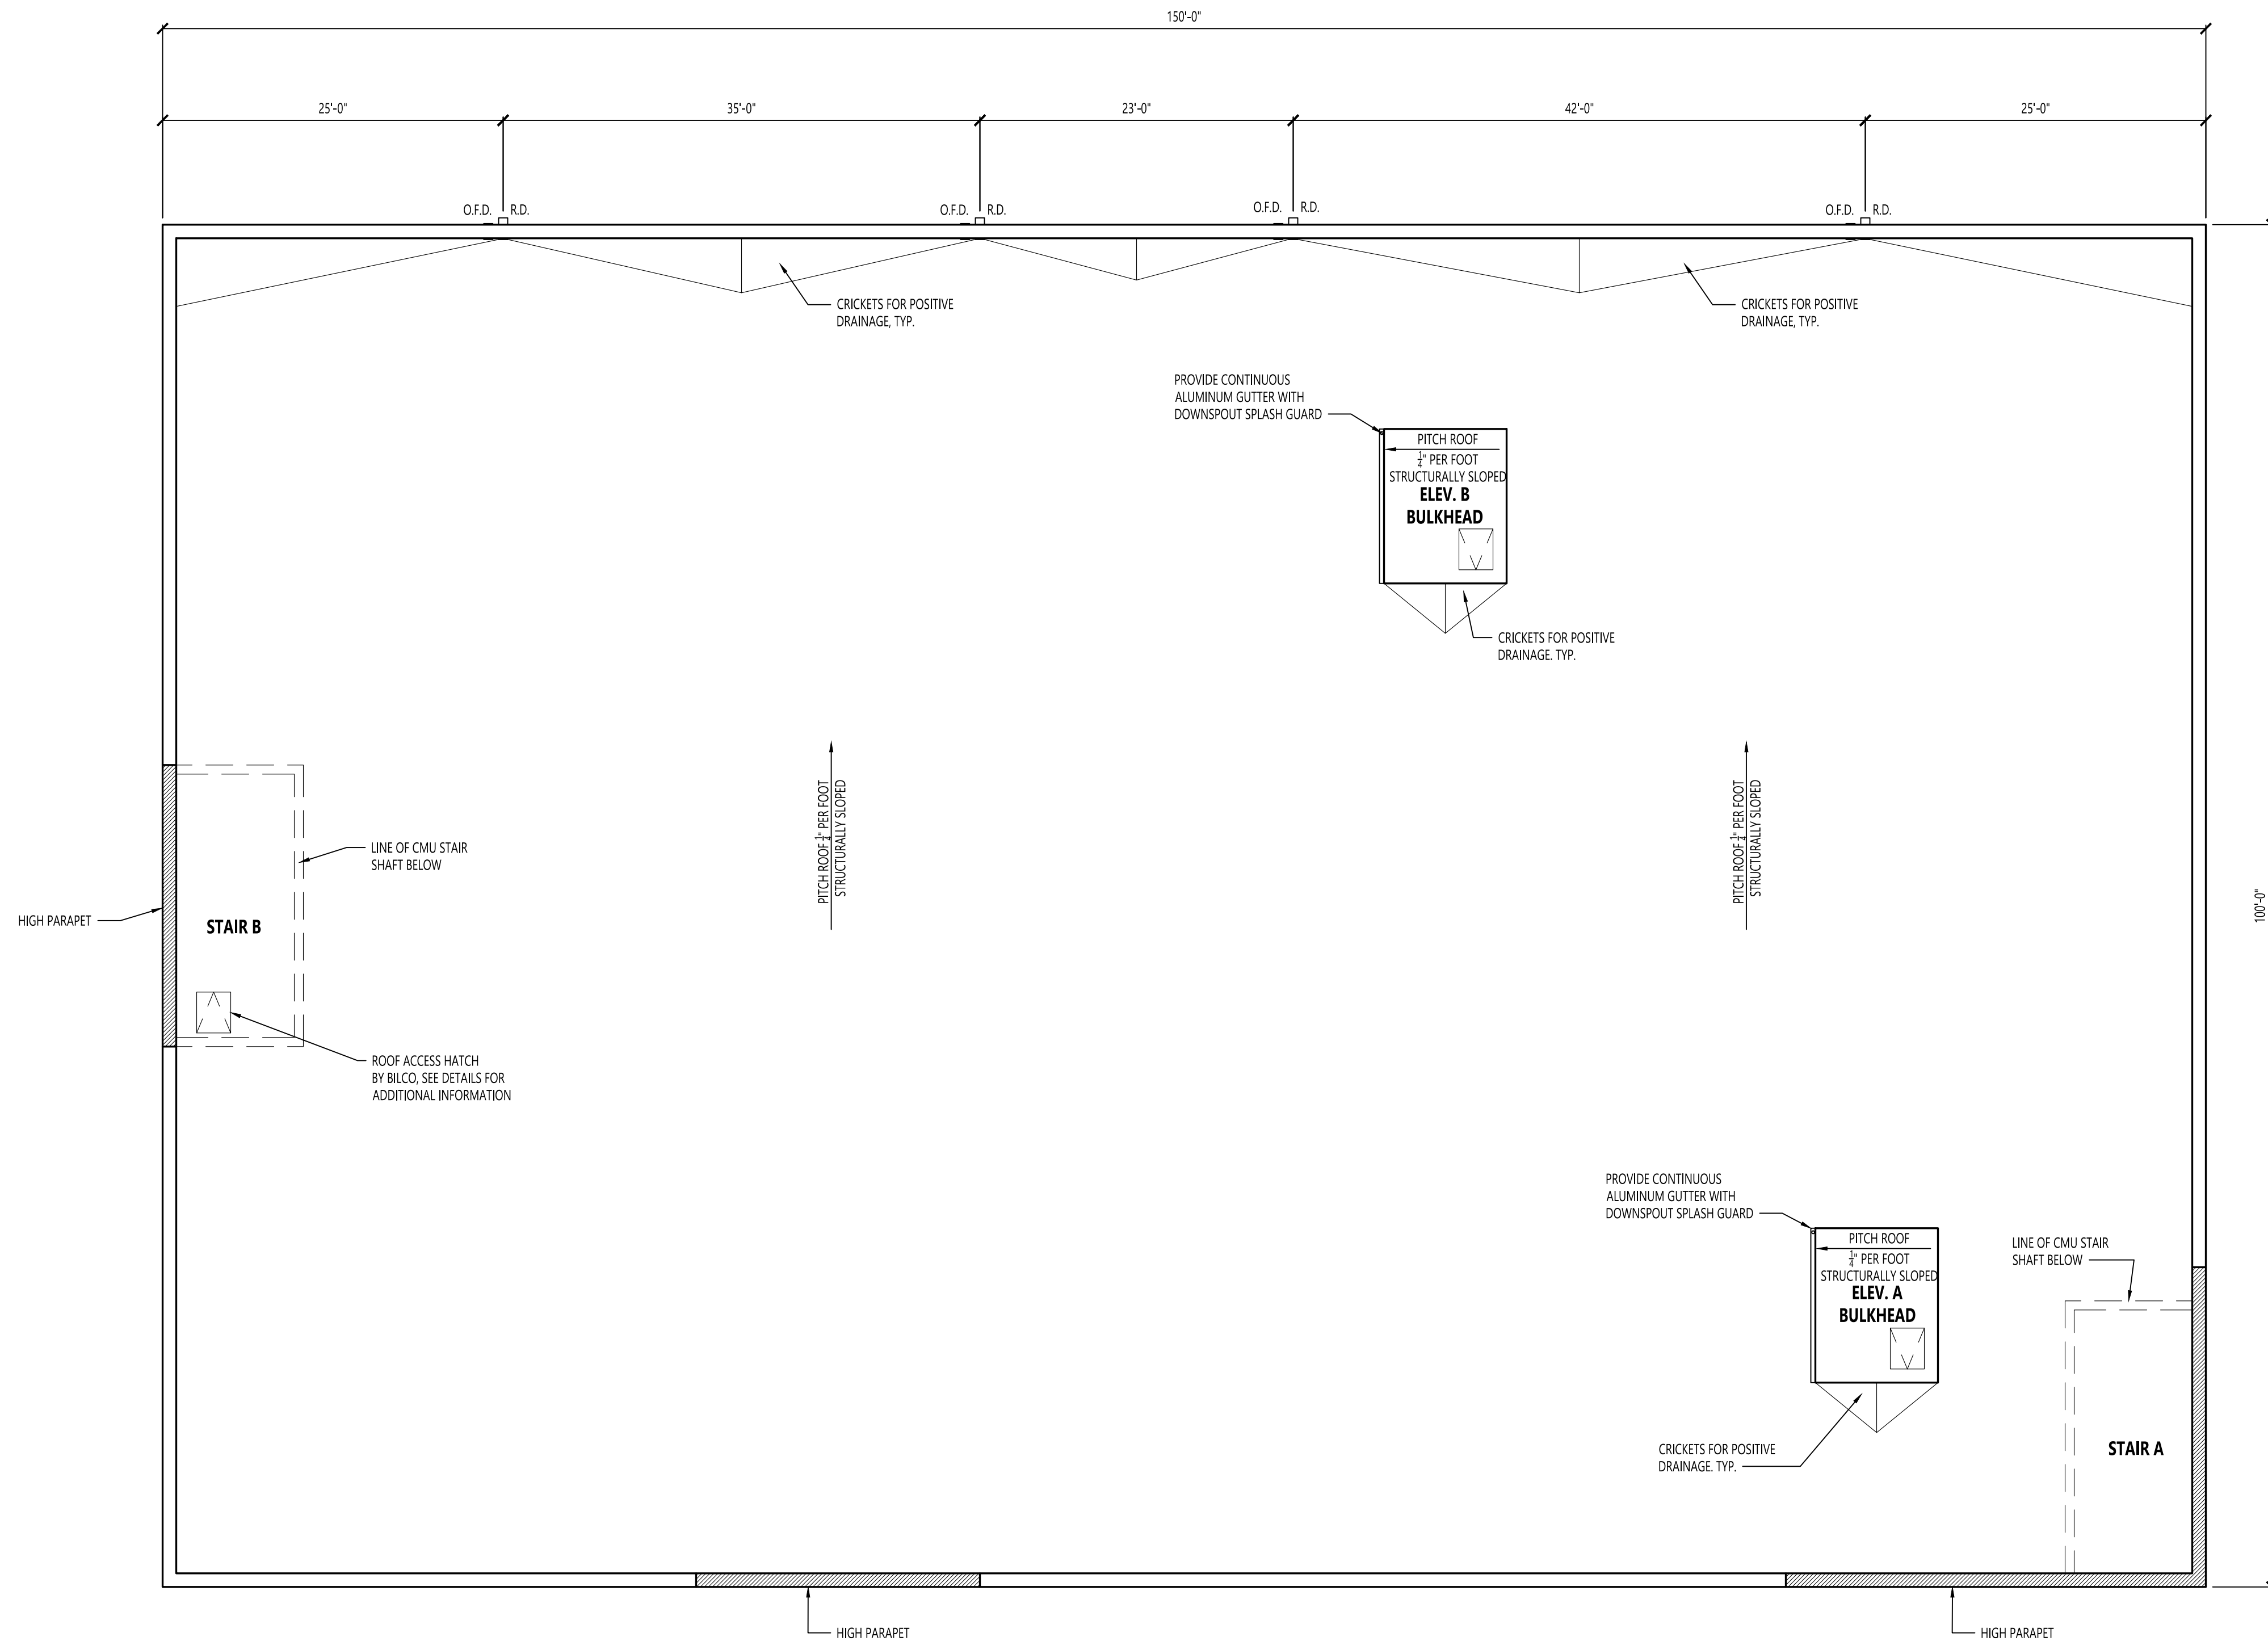 150'-0"
25'-0"
35'-0"
23'-0"
42'-0"
25'-0"
O.F.D. R.D.
O.F.D. R.D.
O.F.D. R.D.
O.F.D. R.D.
CRICKETS FOR POSITIVE
DRAINAGE, TYP.
CRICKETS FOR POSITIVE
DRAINAGE, TYP.
PROVIDE CONTINUOUS
ALUMINUM GUTTER WITH
DOWNSPOUT SPLASH GUARD
PITCH ROOF
1/4" PER FOOT
STRUCTURALLY SLOPED
ELEV. B
BULKHEAD
CRICKETS FOR POSITIVE
DRAINAGE. TYP.
PITCH ROOF 1/4" PER FOOT
STRUCTURALLY SLOPED
PITCH ROOF 1/4" PER FOOT
STRUCTURALLY SLOPED
LINE OF CMU STAIR
SHAFT BELOW
HIGH PARAPET
STAIR B
100'-0"
ROOF ACCESS HATCH
BY BILCO, SEE DETAILS FOR
ADDITIONAL INFORMATION
PROVIDE CONTINUOUS
ALUMINUM GUTTER WITH
DOWNSPOUT SPLASH GUARD
PITCH ROOF
1/4" PER FOOT
STRUCTURALLY SLOPED
ELEV. A
BULKHEAD
LINE OF CMU STAIR
SHAFT BELOW
CRICKETS FOR POSITIVE
DRAINAGE. TYP.
STAIR A
HIGH PARAPET
HIGH PARAPET